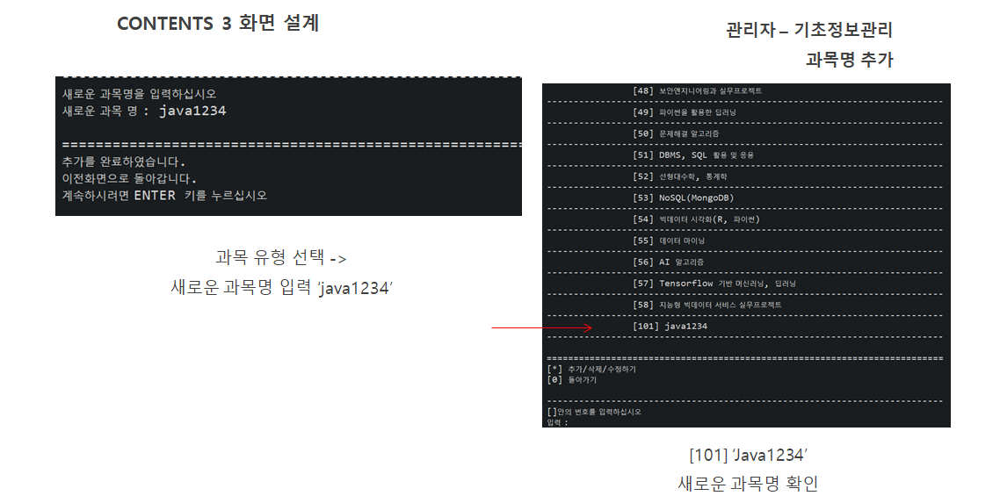 CONTENTS 3 화면 설계
관리자 – 기초정보관리
과목명 추가
새로운 과목명을 입력하십시오
새로운 과목 명 : java1234
추가를 완료하였습니다.
이전화면으로 돌아갑니다.
계속하시려면 ENTER 키를 누르십시오
과목 유형 선택 ->
새로운 과목명 입력 ‘java1234’
[48] 보안엔지니어링과 실무프로젝트
[49] 파이썬을 활용한 딥러닝
[50] 문제해결 알고리즘
[51] DBMS, SQL 활용 및 응용
[52] 선형대수학, 통계학
[53] NoSQL(MongoDB)
[54] 빅데이터 시각화(R, 파이썬)
[55] 데이터 마이닝
[56] AI 알고리즘
[57] Tensorflow 기반 머신러닝, 딥러닝
[58] 지능형 빅데이터 서비스 실무프로젝트
[101] java1234
[*] 추가/삭제/수정하기
[0] 돌아가기
[]안의 번호를 입력하십시오
입력 :
[101] ‘Java1234’
새로운 과목명 확인